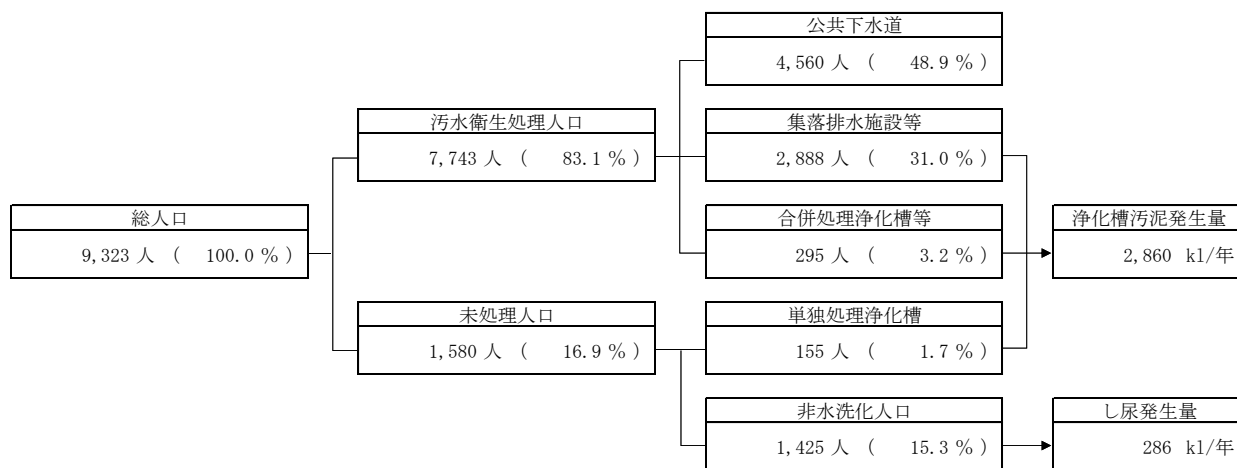 公共下水道
4,560 人 ( 48.9 % )
汚水衛生処理人口
7,743 人 ( 83.1 % )
集落排水施設等
2,888 人 ( 31.0 % )
総人口
9,323 人 ( 100.0 % )
合併処理浄化槽等
295 人 ( 3.2 % )
浄化槽汚泥発生量
2,860 kl/年
未処理人口
1,580 人 ( 16.9 % )
単独処理浄化槽
155 人 ( 1.7 % )
非水洗化人口
1,425 人 ( 15.3 % )
し尿発生量
286 kl/年